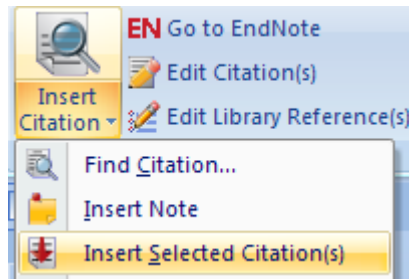 EN Go to EndNote
Edit Citation(s)
Insert
Citation
Edit Library Reference(s)
Find Citation...
Insert Note
Insert Selected Citation(s)